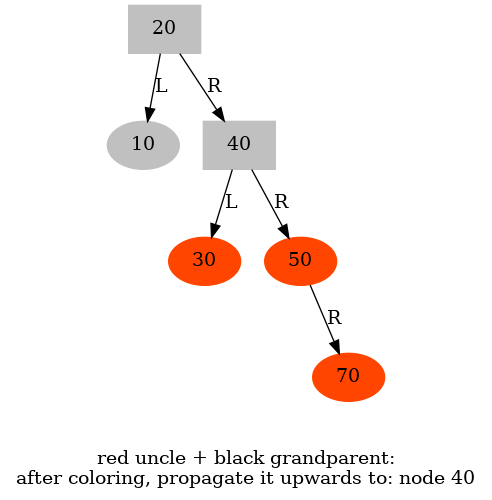 20
L
R
10
40
L
R
30
50
R
70
red uncle + black grandparent:
after coloring, propagate it upwards to: node 40